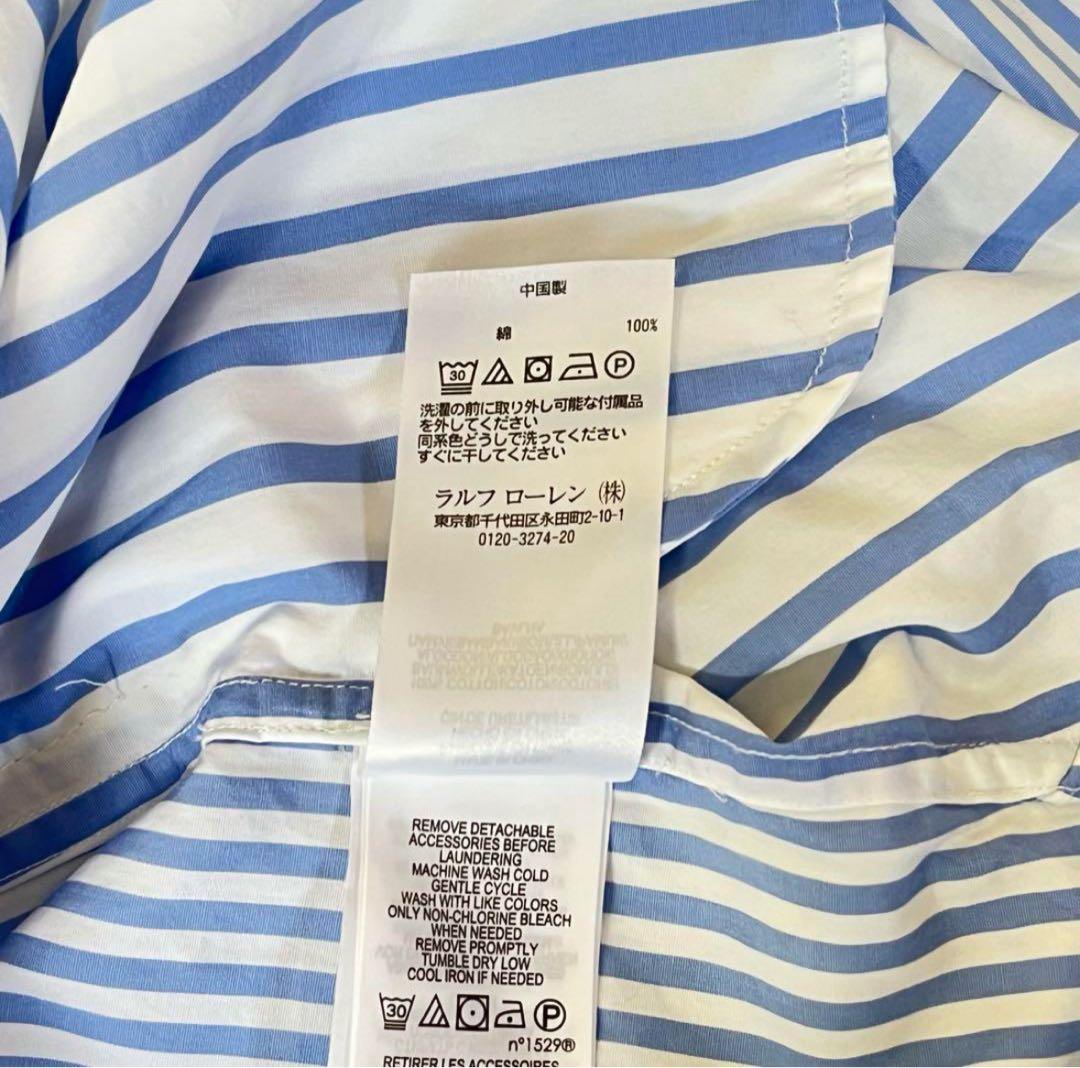 中国製
綿 100%
30 P
洗濯の前に取り外し可能な付属品
を外してください
同系色どうしで洗ってください
すぐに干してください
ラルフ ローレン (株)
東京都千代田区永田町2-10-1
0120-3274-20
REMOVE DETACHABLE
ACCESSORIES BEFORE
LAUNDERING
MACHINE WASH COLD
GENTLE CYCLE
WASH WITH LIKE COLORS
ONLY NON-CHLORINE BLEACH
WHEN NEEDED
REMOVE PROMPTLY
TUMBLE DRY LOW
COOL IRON IF NEEDED
30 P
n°1529®
RETIRER LES ACCESSOIRES